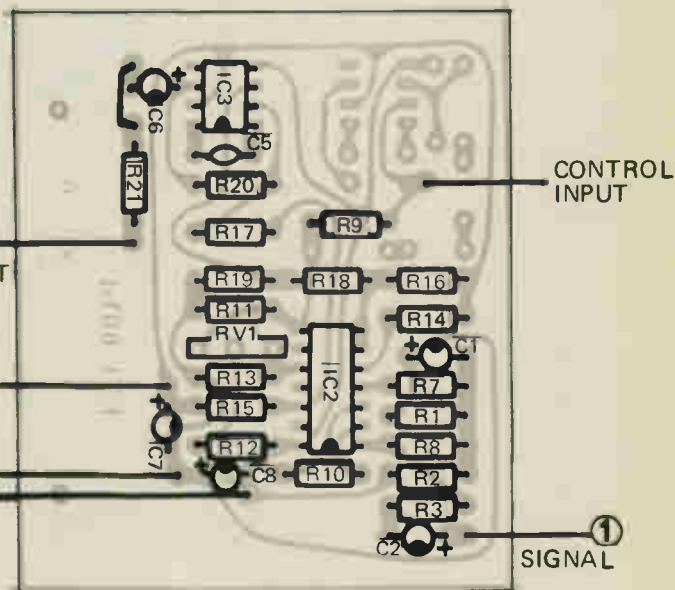 IC3
C6
C5
R20
R21
CONTROL
INPUT
R17
R9
T
R19
R18
R16
R11
R14
RV1
C1
IC2
R13
R7
R15
R1
C7
R12
R8
C8
R10
R2
R3
C2
1
SIGNAL